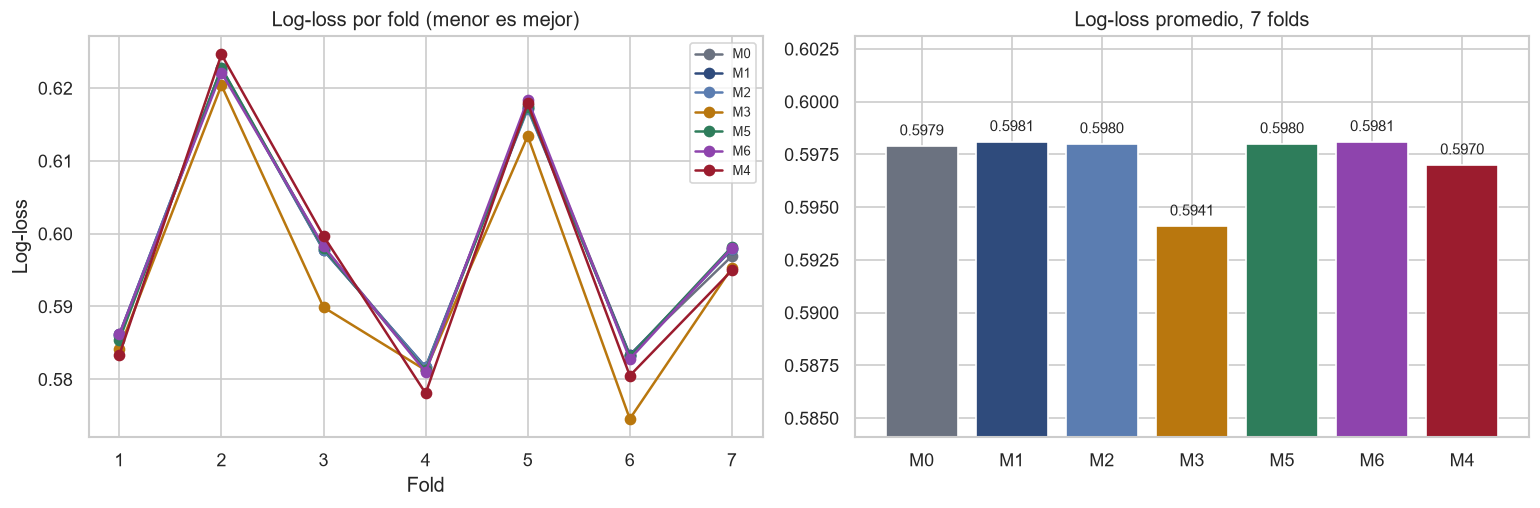 Log-loss por fold (menor es mejor)
0.62
0.61
0.60
0.59
0.58
Log-loss
1 2 3 4 5 6 7
Fold
M0
M1
M2
M3
M5
M6
M4
Log-loss promedio, 7 folds
0.6025
0.6000
0.5975
0.5950
0.5925
0.5900
0.5875
0.5850
0.5979 0.5981 0.5980 0.5941 0.5980 0.5981 0.5970
M0 M1 M2 M3 M5 M6 M4